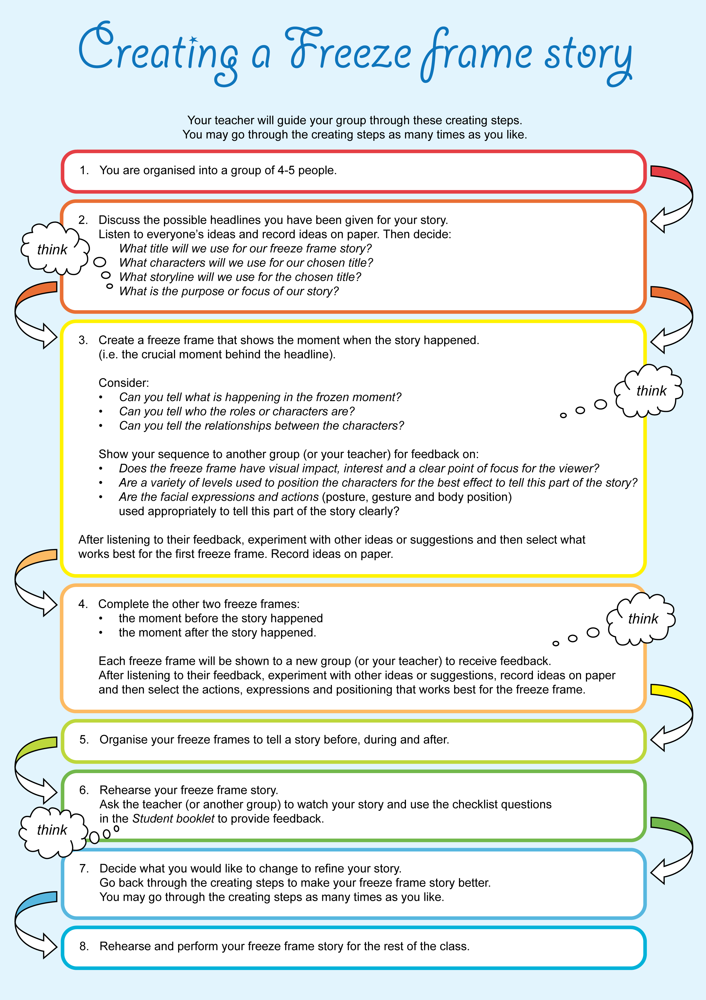 Creating a Freeze frame story
Your teacher will guide your group through these creating steps.
You may go through the creating steps as many times as you like.
1. You are organised into a group of 4-5 people.
2. Discuss the possible headlines you have been given for your story.
Listen to everyone’s ideas and record ideas on paper. Then decide:
think
What title will we use for our freeze frame story?
What characters will we use for our chosen title?
What storyline will we use for the chosen title?
What is the purpose or focus of our story?
3. Create a freeze frame that shows the moment when the story happened.
(i.e. the crucial moment behind the headline).
Consider:
think
• Can you tell what is happening in the frozen moment?
• Can you tell who the roles or characters are?
• Can you tell the relationships between the characters?
Show your sequence to another group (or your teacher) for feedback on:
• Does the freeze frame have visual impact, interest and a clear point of focus for the viewer?
• Are a variety of levels used to position the characters for the best effect to tell this part of the story?
• Are the facial expressions and actions (posture, gesture and body position)
used appropriately to tell this part of the story clearly?
After listening to their feedback, experiment with other ideas or suggestions and then select what
works best for the first freeze frame. Record ideas on paper.
4. Complete the other two freeze frames:
• the moment before the story happened
• the moment after the story happened.
think
Each freeze frame will be shown to a new group (or your teacher) to receive feedback.
After listening to their feedback, experiment with other ideas or suggestions, record ideas on paper
and then select the actions, expressions and positioning that works best for the freeze frame.
5. Organise your freeze frames to tell a story before, during and after.
6. Rehearse your freeze frame story.
Ask the teacher (or another group) to watch your story and use the checklist questions
in the Student booklet to provide feedback.
think
7. Decide what you would like to change to refine your story.
Go back through the creating steps to make your freeze frame story better.
You may go through the creating steps as many times as you like.
8. Rehearse and perform your freeze frame story for the rest of the class.